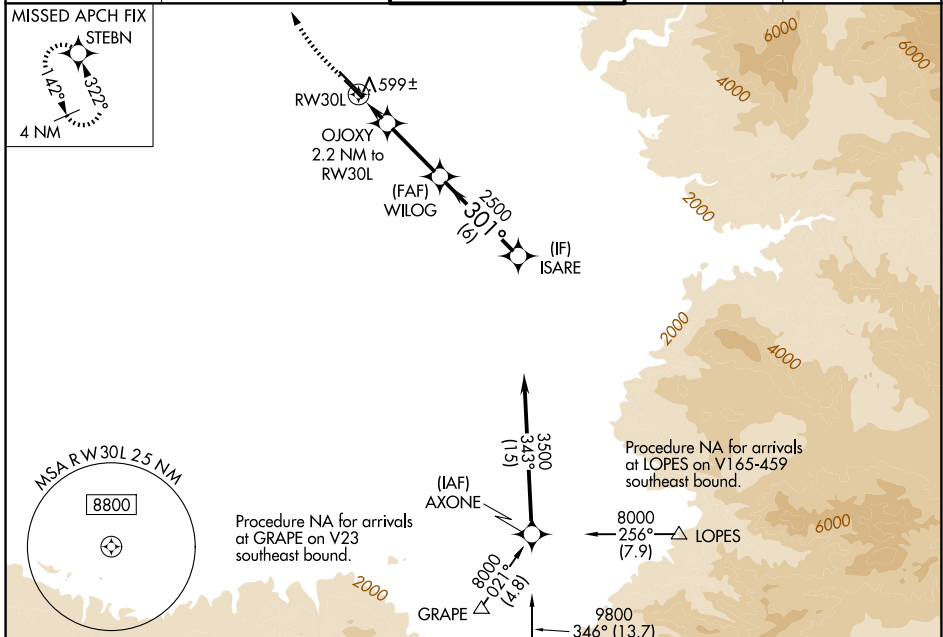 MISSED APCH FIX
STEBN
142°
322°
4 NM
599±
RW30L
OJOXY
2.2 NM to
RW30L
(FAF)
WILOG
2500
301°
(6)
(IF)
ISARE
6000
6000
4000
2000
2000
4000
MSA RW30L 25 NM
8800
Procedure NA for arrivals
at GRAPE on V23
southeast bound.
3500
343°
(15)
(IAF)
AXONE
Procedure NA for arrivals
at LOPES on V165-459
southeast bound.
8000
256°
(7.9)
LOPES
6000
8000
021°
(4.8)
GRAPE
2000
9800
346° (13.7)